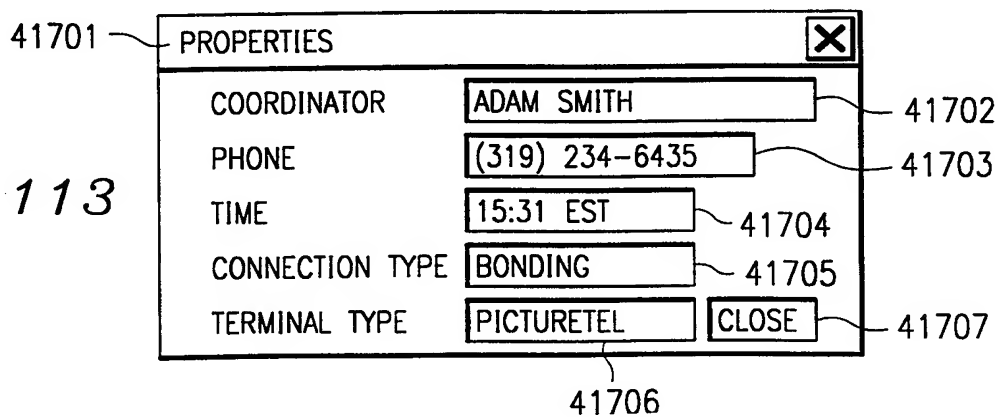 41701 PROPERTIES X
COORDINATOR ADAM SMITH 41702
PHONE (319) 234-6435 41703
113
TIME 15:31 EST 41704
CONNECTION TYPE BONDING 41705
TERMINAL TYPE PICTURETEL CLOSE 41707
41706